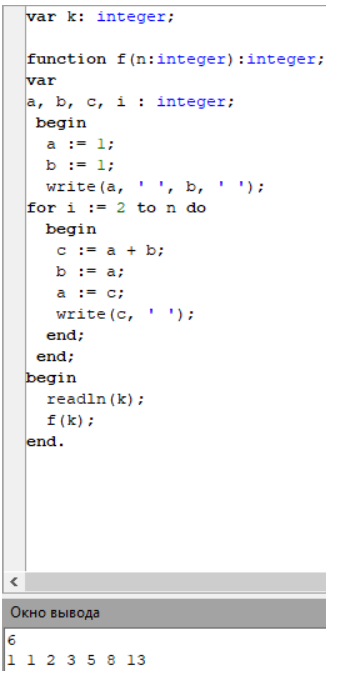 var k: integer;
function f(n:integer):integer;
var
a, b, c, i : integer;
begin
a := 1;
b := 1;
write(a, ' ', b, ' ');
for i := 2 to n do
begin
c := a + b;
b := a;
a := c;
write(c, ' ');
end;
end;
begin
readln(k);
f(k);
end.
Окно вывода
6
1 1 2 3 5 8 13